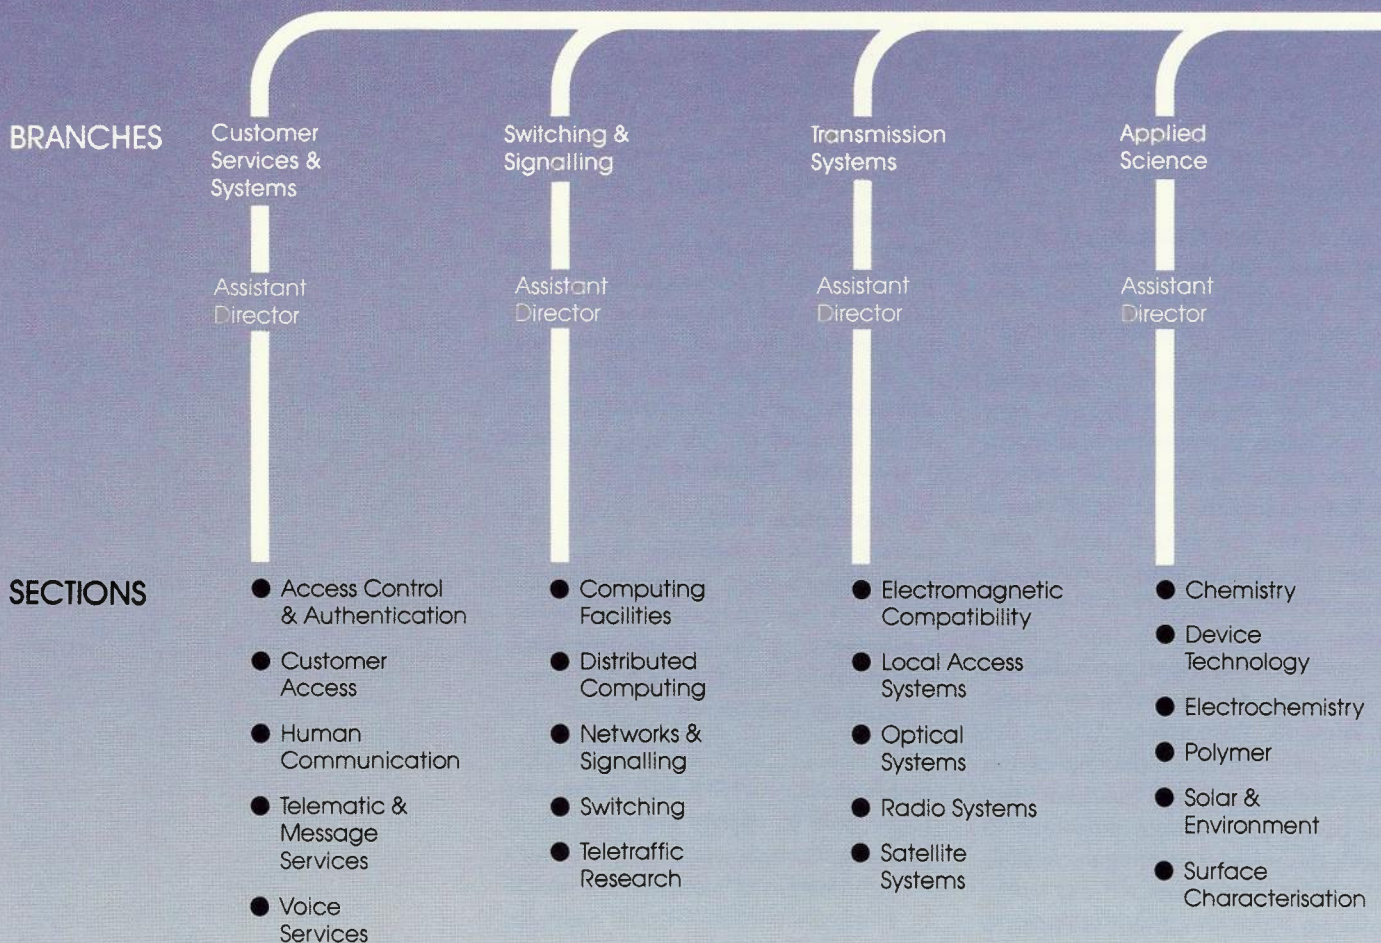 BRANCHES
Customer
Services &
Systems
Switching &
Signalling
Transmission
Systems
Applied
Science
Assistant
Director
Assistant
Director
Assistant
Director
Assistant
Director
SECTIONS
● Access Control
& Authentication
● Customer
Access
● Human
Communication
● Telematic &
Message
Services
● Voice
Services
● Computing
Facilities
● Distributed
Computing
● Networks &
Signalling
● Switching
● Teletraffic
Research
● Electromagnetic
Compatibility
● Local Access
Systems
● Optical
Systems
● Radio Systems
● Satellite
Systems
● Chemistry
● Device
Technology
● Electrochemistry
● Polymer
● Solar &
Environment
● Surface
Characterisation